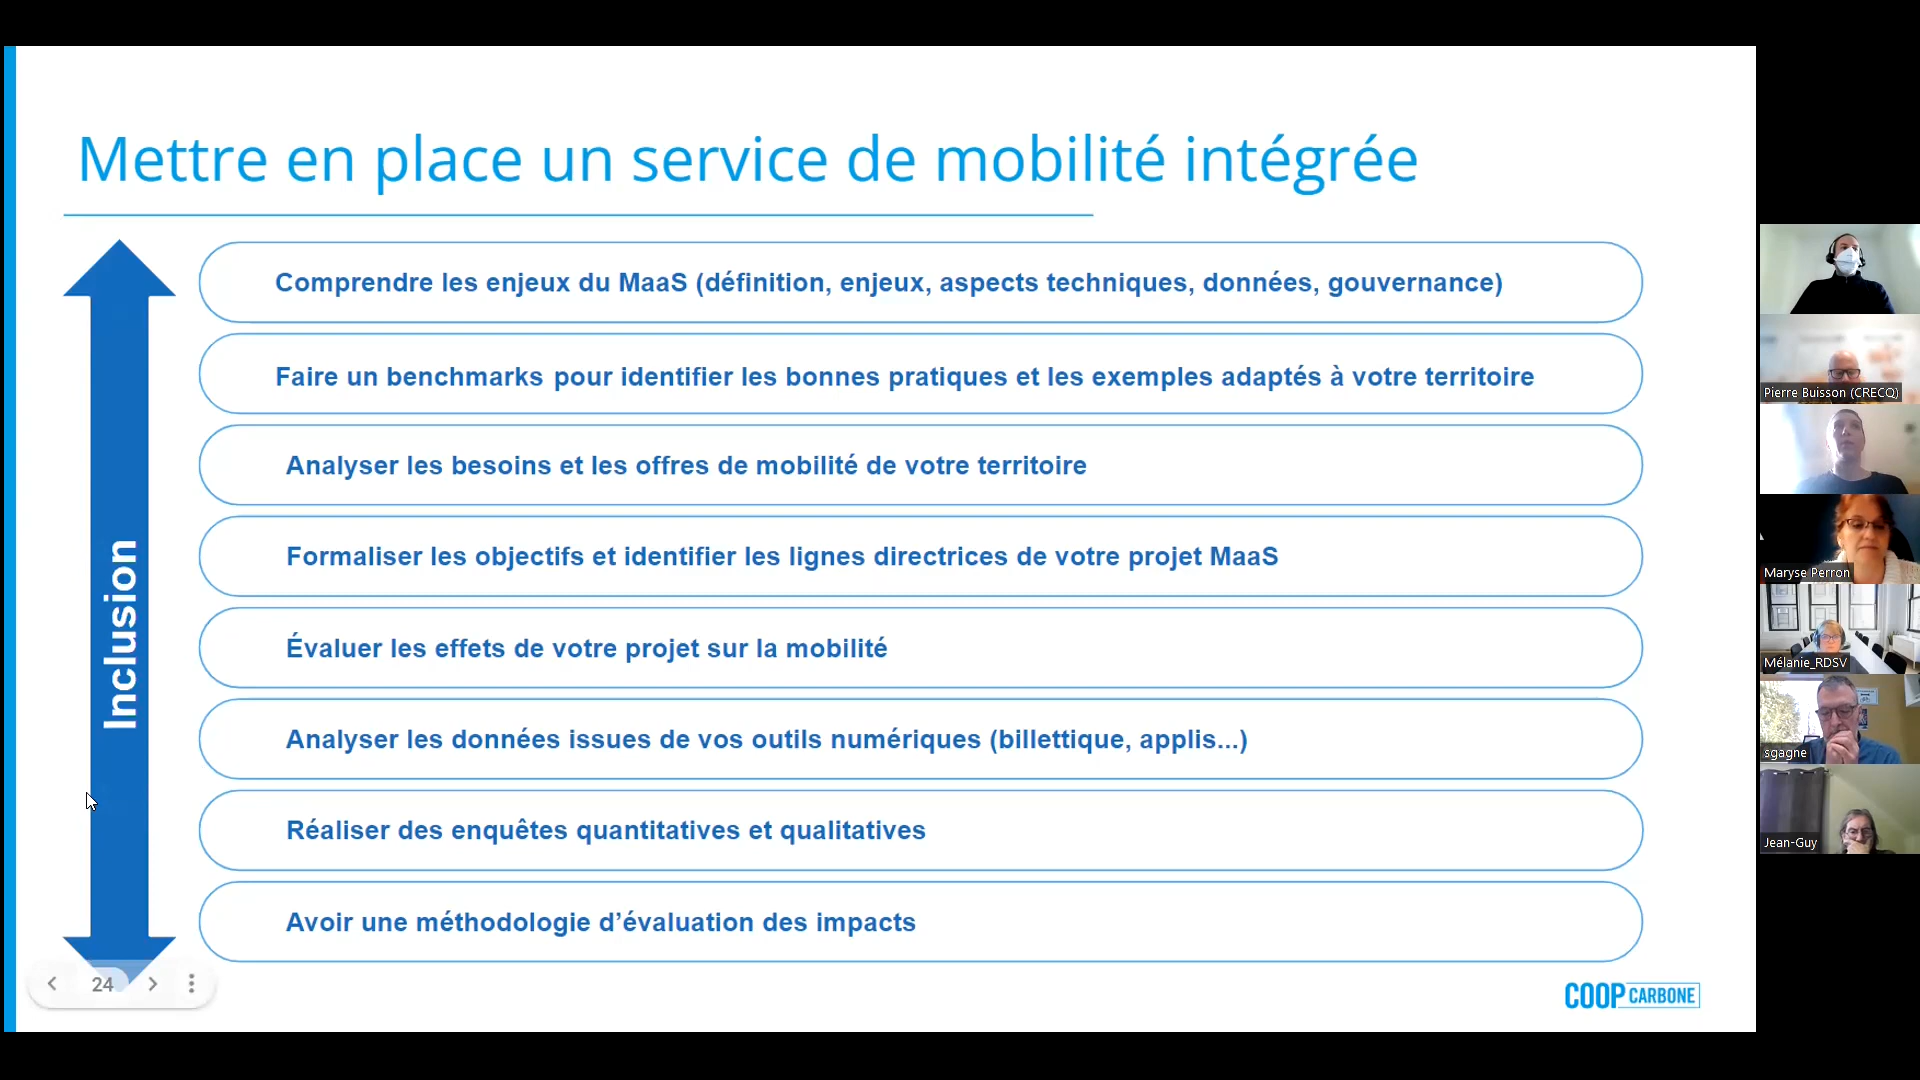 Mettre en place un service de mobilité intégrée
Inclusion
Comprendre les enjeux du MaaS (définition, enjeux, aspects techniques, données, gouvernance)
Faire un benchmarks pour identifier les bonnes pratiques et les exemples adaptés à votre territoire
Analyser les besoins et les offres de mobilité de votre territoire
Formaliser les objectifs et identifier les lignes directrices de votre projet MaaS
Évaluer les effets de votre projet sur la mobilité
Analyser les données issues de vos outils numériques (billettique, applis...)
Réaliser des enquêtes quantitatives et qualitatives
Avoir une méthodologie d’évaluation des impacts
24
COOP CARBONE
Pierre Buisson (CRECQ)
Maryse Perron
Mélanie_RDSV
sgagne
Jean-Guy